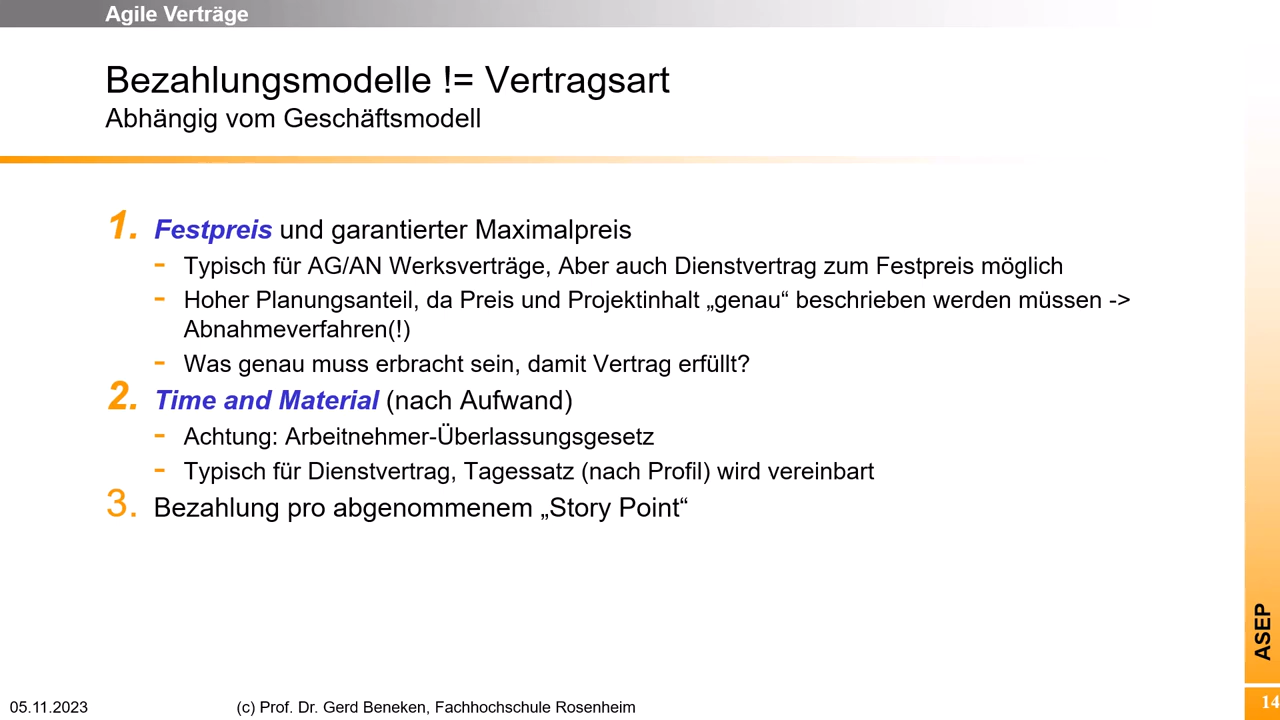 Agile Verträge
Bezahlungsmodelle != Vertragsart
Abhängig vom Geschäftsmodell
1. Festpreis und garantierter Maximalpreis
- Typisch für AG/AN Werksverträge, Aber auch Dienstvertrag zum Festpreis möglich
- Hoher Planungsanteil, da Preis und Projektinhalt „genau“ beschrieben werden müssen ->
Abnahmeverfahren(!)
- Was genau muss erbracht sein, damit Vertrag erfüllt?
2. Time and Material (nach Aufwand)
- Achtung: Arbeitnehmer-Überlassungsgesetz
- Typisch für Dienstvertrag, Tagessatz (nach Profil) wird vereinbart
3. Bezahlung pro abgenommenem „Story Point“
ASEP
05.11.2023
(c) Prof. Dr. Gerd Beneken, Fachhochschule Rosenheim
14